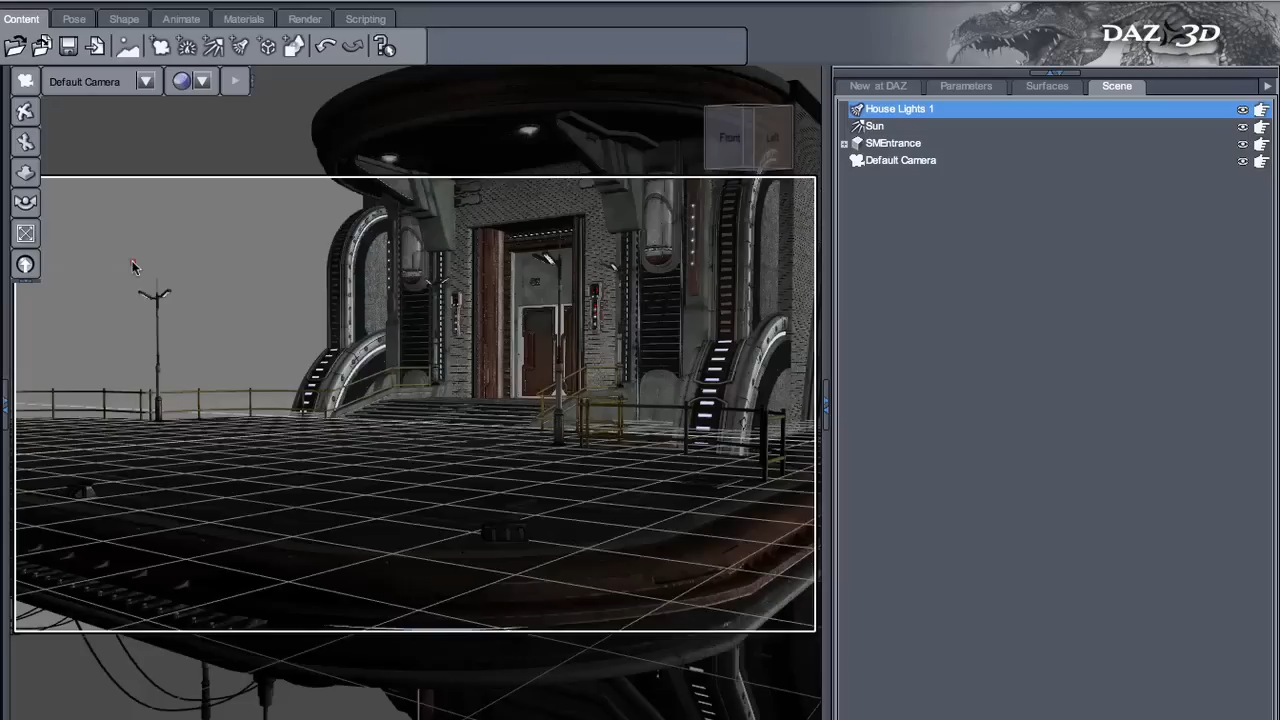 Content Pose Shape Animate Materials Render Scripting
DAZ 3D
Default Camera
New at DAZ Parameters Surfaces Scene
Front Left
House Lights 1
Sun
SMEntrance
Default Camera